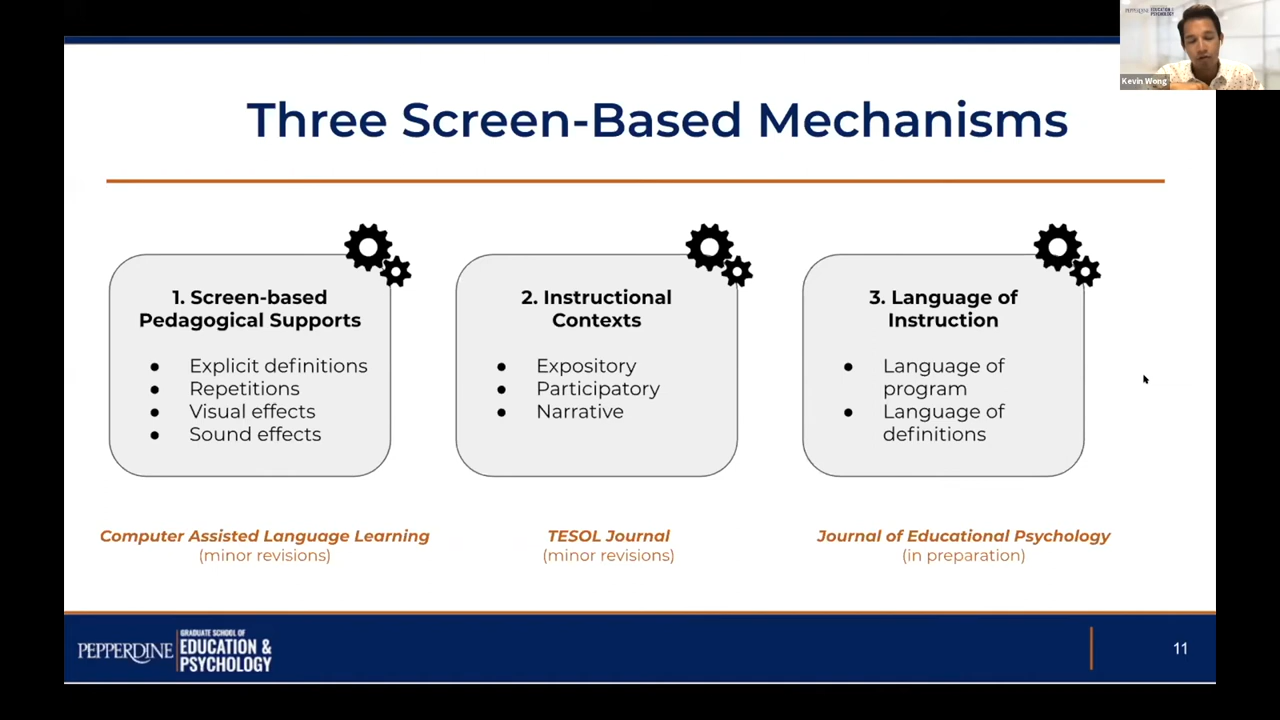 PEPPERDINE
EDUCATION &
PSYCHOLOGY
Kevin Wong
Three Screen-Based Mechanisms
1. Screen-based
Pedagogical Supports
● Explicit definitions
● Repetitions
● Visual effects
● Sound effects
2. Instructional
Contexts
● Expository
● Participatory
● Narrative
3. Language of
Instruction
● Language of
program
● Language of
definitions
Computer Assisted Language Learning
(minor revisions)
TESOL Journal
(minor revisions)
Journal of Educational Psychology
(in preparation)
PEPPERDINE
GRADUATE SCHOOL OF
EDUCATION &
PSYCHOLOGY
11